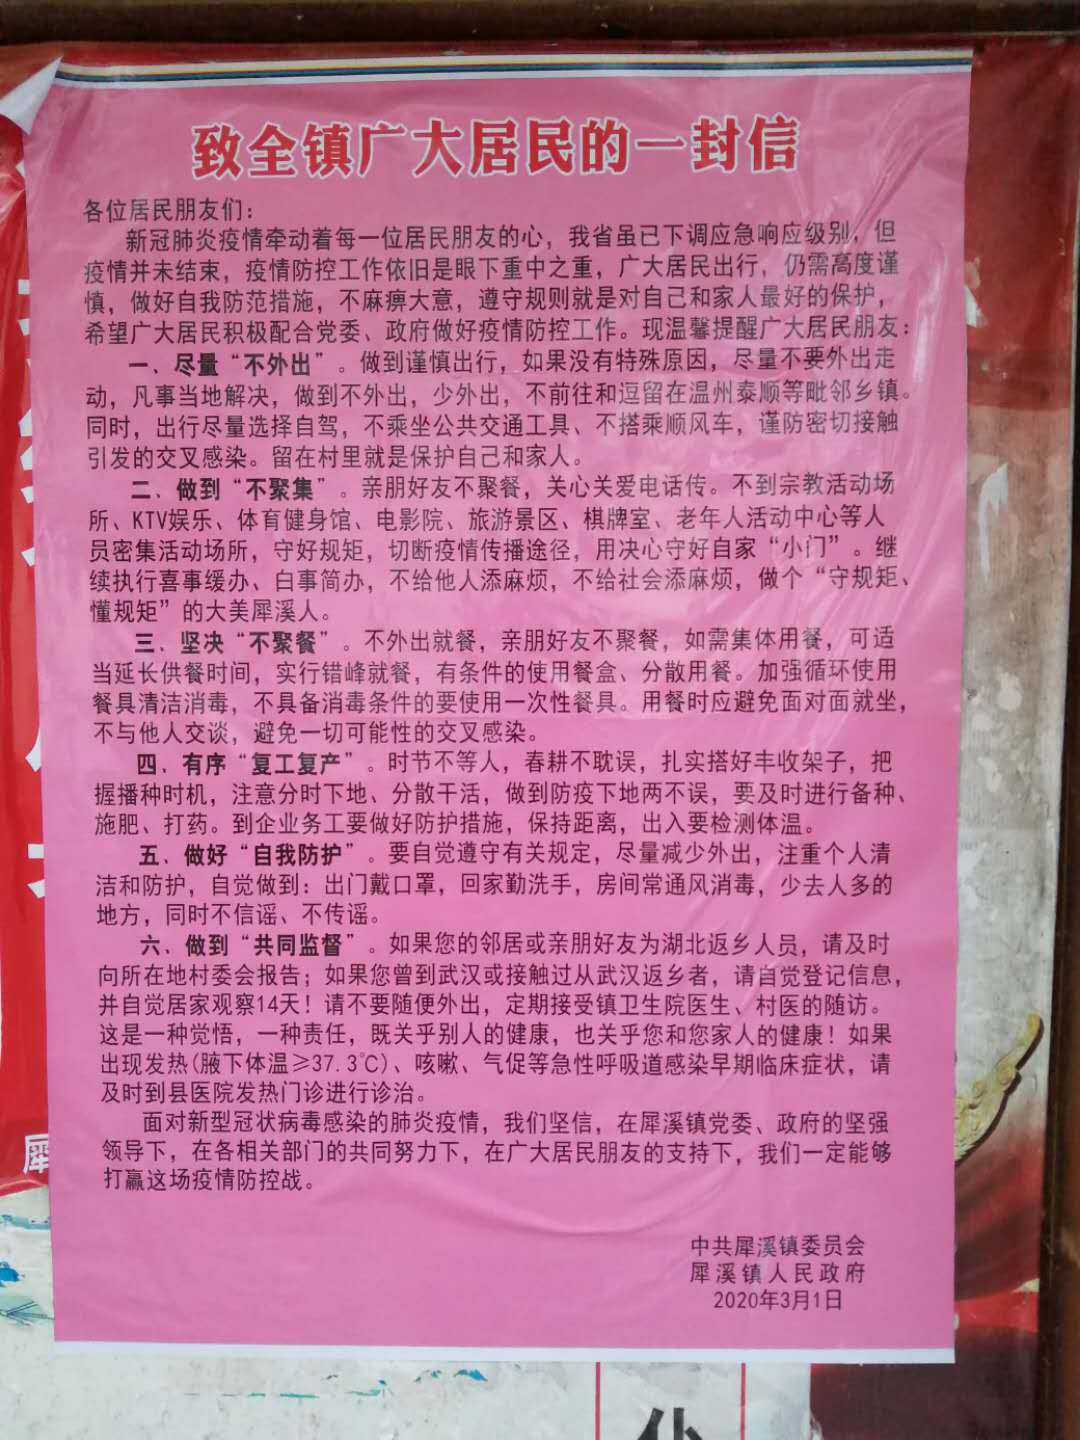 致全镇广大居民的一封信
各位居民朋友们：
新冠肺炎疫情牵动着每一位居民朋友的心，我省虽已下调应急响应级别，但
疫情并未结束，疫情防控工作依旧是眼下重中之重，广大居民出行，仍需高度谨
慎，做好自我防范措施，不麻痹大意，遵守规则就是对自己和家人最好的保护，
希望广大居民积极配合党委、政府做好疫情防控工作。现温馨提醒广大居民朋友：
一、尽量“不外出”。做到谨慎出行，如果没有特殊原因，尽量不要外出走
动，凡事当地解决，做到不外出，少外出，不前往和逗留在温州泰顺等毗邻乡镇。
同时，出行尽量选择自驾，不乘坐公共交通工具、不搭乘顺风车，谨防密切接触
引发的交叉感染。留在村里就是保护自己和家人。
二、做到“不聚集”。亲朋好友不聚餐，关心关爱电话传。不到宗教活动场
所、KTV娱乐、体育健身馆、电影院、旅游景区、棋牌室、老年人活动中心等人
员密集活动场所，守好规矩，切断疫情传播途径，用决心守好自家“小门”。继
续执行喜事缓办、白事简办，不给他人添麻烦，不给社会添麻烦，做个“守规矩、
懂规矩”的大美犀溪人。
三、坚决“不聚餐”。不外出就餐，亲朋好友不聚餐，如需集体用餐，可适
当延长供餐时间，实行错峰就餐，有条件的使用餐盒、分散用餐。加强循环使用
餐具清洁消毒，不具备消毒条件的要使用一次性餐具。用餐时应避免面对面就坐，
不与他人交谈，避免一切可能性的交叉感染。
四、有序“复工复产”。时节不等人，春耕不耽误，扎实搭好丰收架子，把
握播种时机，注意分时下地、分散干活，做到防疫下地两不误，要及时进行备种、
施肥、打药。到企业务工要做好防护措施，保持距离，出入要检测体温。
五、做好“自我防护”。要自觉遵守有关规定，尽量减少外出，注重个人清
洁和防护，自觉做到：出门戴口罩，回家勤洗手，房间常通风消毒，少去人多的
地方，同时不信谣、不传谣。
六、做到“共同监督”。如果您的邻居或亲朋好友为湖北返乡人员，请及时
向所在地村委会报告；如果您曾到武汉或接触过从武汉返乡者，请自觉登记信息，
并自觉居家观察14天！请不要随便外出，定期接受镇卫生院医生、村医的随访。
这是一种觉悟，一种责任，既关乎别人的健康，也关乎您和您家人的健康！如果
出现发热(腋下体温≥37.3℃)、咳嗽、气促等急性呼吸道感染早期临床症状，请
及时到县医院发热门诊进行诊治。
面对新型冠状病毒感染的肺炎疫情，我们坚信，在犀溪镇党委、政府的坚强
领导下，在各相关部门的共同努力下，在广大居民朋友的支持下，我们一定能够
打赢这场疫情防控战。
中共犀溪镇委员会
犀溪镇人民政府
2020年3月1日